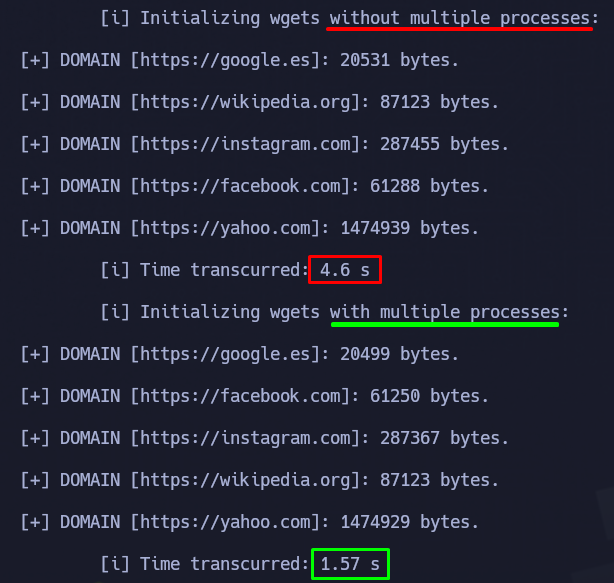 [i] Initializing wgets without multiple processes:
[+] DOMAIN [https://google.es]: 20531 bytes.
[+] DOMAIN [https://wikipedia.org]: 87123 bytes.
[+] DOMAIN [https://instagram.com]: 287455 bytes.
[+] DOMAIN [https://facebook.com]: 61288 bytes.
[+] DOMAIN [https://yahoo.com]: 1474939 bytes.
[i] Time transcurred: 4.6 s
[i] Initializing wgets with multiple processes:
[+] DOMAIN [https://google.es]: 20499 bytes.
[+] DOMAIN [https://facebook.com]: 61250 bytes.
[+] DOMAIN [https://instagram.com]: 287367 bytes.
[+] DOMAIN [https://wikipedia.org]: 87123 bytes.
[+] DOMAIN [https://yahoo.com]: 1474929 bytes.
[i] Time transcurred: 1.57 s